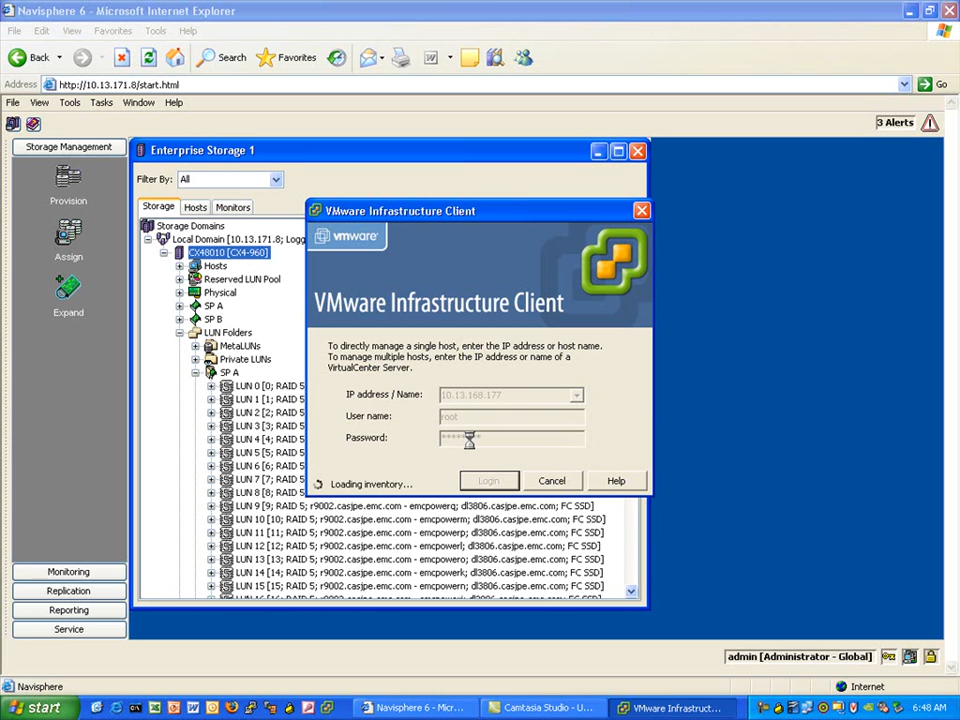 Navisphere 6 - Microsoft Internet Explorer
File Edit View Favorites Tools Help
Back Search Favorites
Address http://10.13.171.8/start.html Go
File View Tools Tasks Window Help
3 Alerts
Storage Management
Provision
Assign
Expand
Monitoring
Replication
Reporting
Service
Enterprise Storage 1
Filter By: All
Storage Hosts Monitors
Storage Domains
Local Domain [10.13.171.8; Logg
CX48010 [CX4-960]
Hosts
Reserved LUN Pool
Physical
SP A
SP B
LUN Folders
MetaLUNs
Private LUNs
SP A
LUN 0 [0; RAID 5
LUN 1 [1; RAID 5
LUN 2 [2; RAID 5
LUN 3 [3; RAID 5
LUN 4 [4; RAID 5
LUN 5 [5; RAID 5
LUN 6 [6; RAID 5
LUN 7 [7; RAID 5
LUN 8 [8; RAID 5
LUN 9 [9; RAID 5; r9002.casjpe.emc.com - emcpowerq; dl3806.casjpe.emc.com; FC SSD]
LUN 10 [10; RAID 5; r9002.casjpe.emc.com - emcpowerm; dl3806.casjpe.emc.com; FC SSD]
LUN 11 [11; RAID 5; r9002.casjpe.emc.com - emcpowerp; dl3806.casjpe.emc.com; FC SSD]
LUN 12 [12; RAID 5; r9002.casjpe.emc.com - emcpowerl; dl3806.casjpe.emc.com; FC SSD]
LUN 13 [13; RAID 5; r9002.casjpe.emc.com - emcpowero; dl3806.casjpe.emc.com; FC SSD]
LUN 14 [14; RAID 5; r9002.casjpe.emc.com - emcpowerk; dl3806.casjpe.emc.com; FC SSD]
LUN 15 [15; RAID 5; r9002.casjpe.emc.com - emcpowern; dl3806.casjpe.emc.com; FC SSD]
VMware Infrastructure Client
vmware
VMware Infrastructure Client
To directly manage a single host, enter the IP address or host name.
To manage multiple hosts, enter the IP address or name of a
VirtualCenter Server.
IP address / Name: 10.13.168.177
User name: root
Password:
Loading inventory... Login Cancel Help
admin [Administrator - Global]
Navisphere Internet
start Navisphere 6 - Mic... Camtasia Studio - U... VMware Infrastruct... 6:48 AM